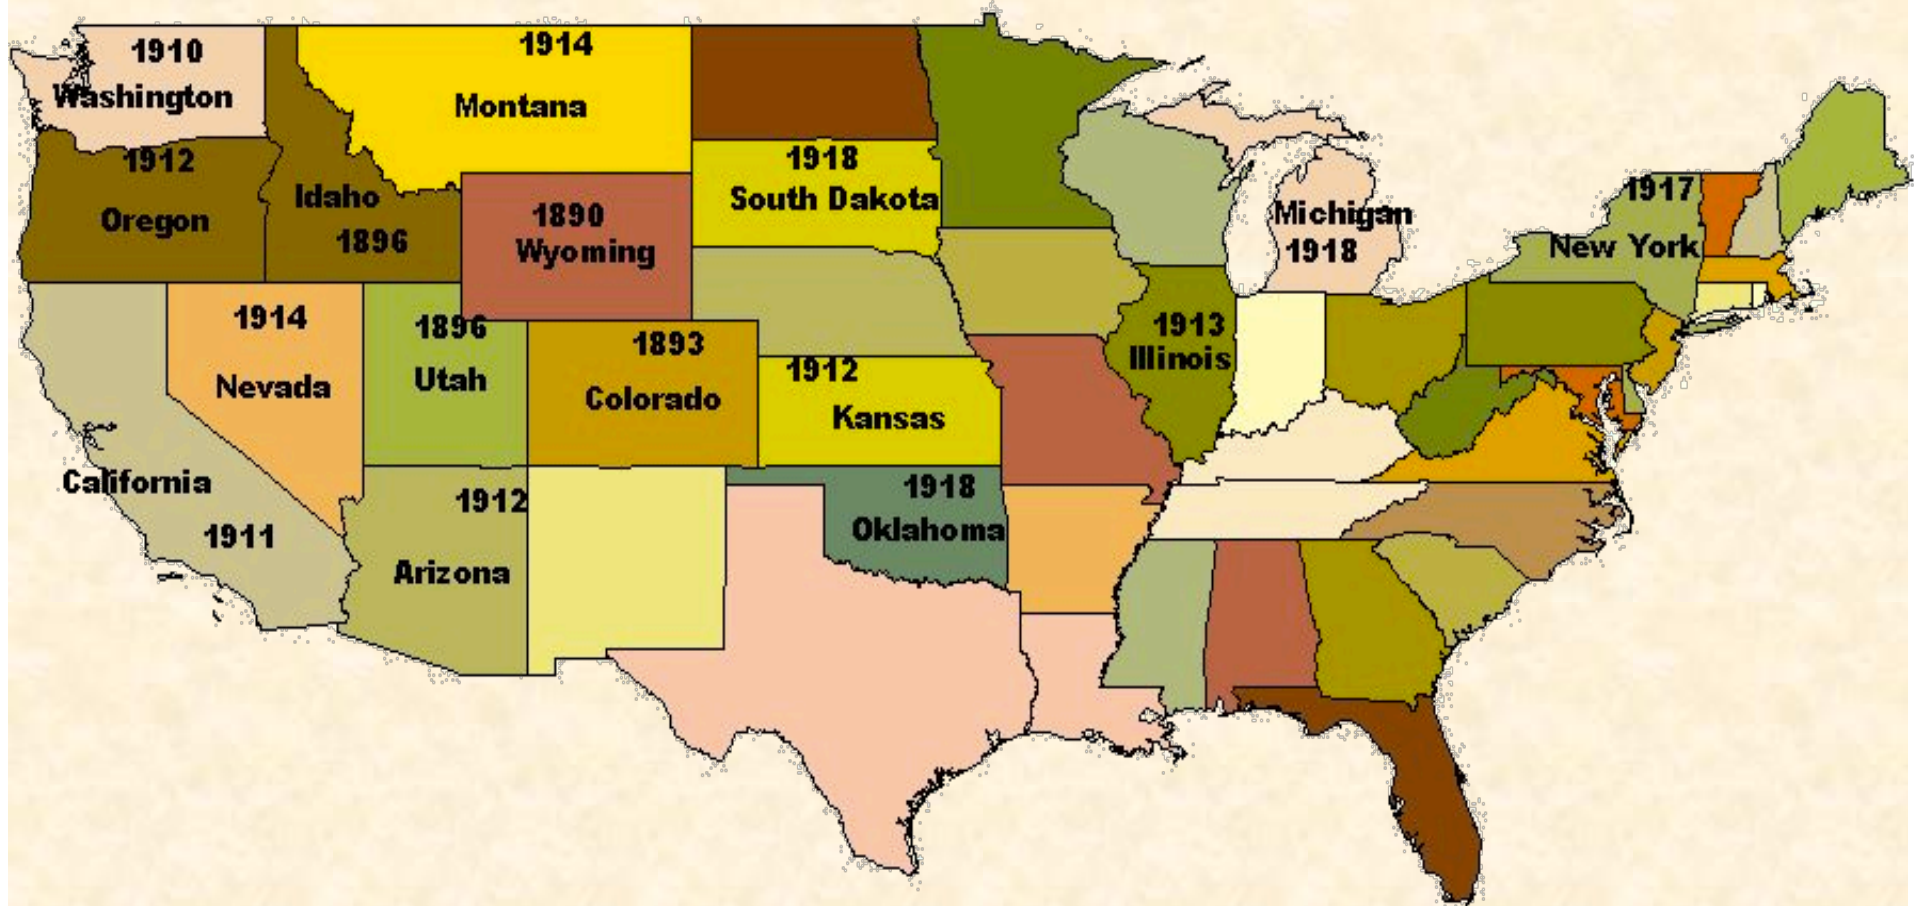 1910
Washington
1914
Montana
1912
Oregon
Idaho
1896
1890
Wyoming
1918
South Dakota
Michigan
1918
1917
New York
1914
Nevada
1896
Utah
1893
Colorado
1912
Kansas
1913
Illinois
California
1911
1912
Arizona
1918
Oklahoma